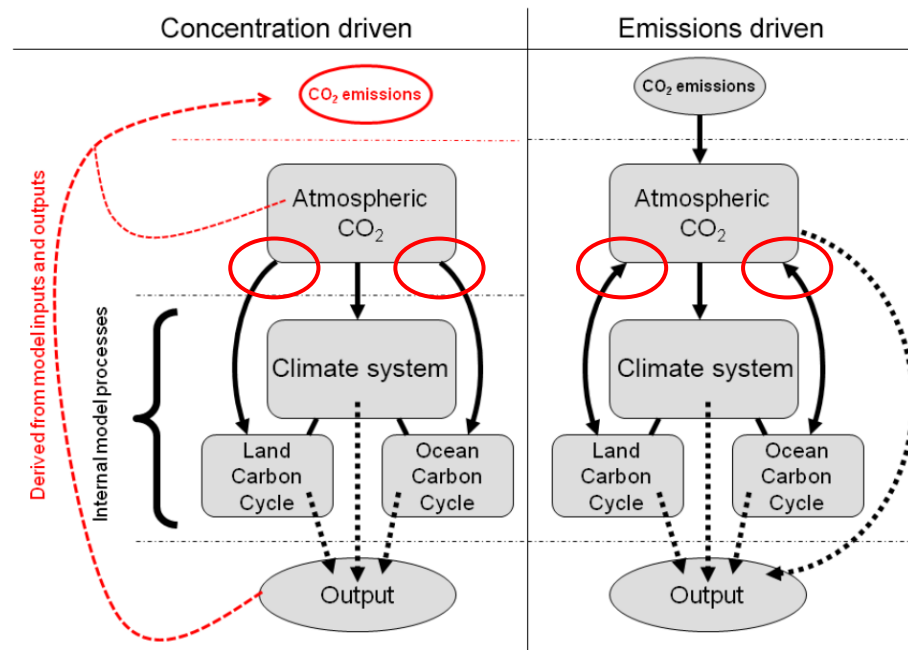 Concentration driven
Emissions driven
CO₂ emissions
CO₂ emissions
Atmospheric
CO₂
Atmospheric
CO₂
Derived from model inputs and outputs
Internal model processes
Climate system
Climate system
Land
Carbon
Cycle
Ocean
Carbon
Cycle
Land
Carbon
Cycle
Ocean
Carbon
Cycle
Output
Output